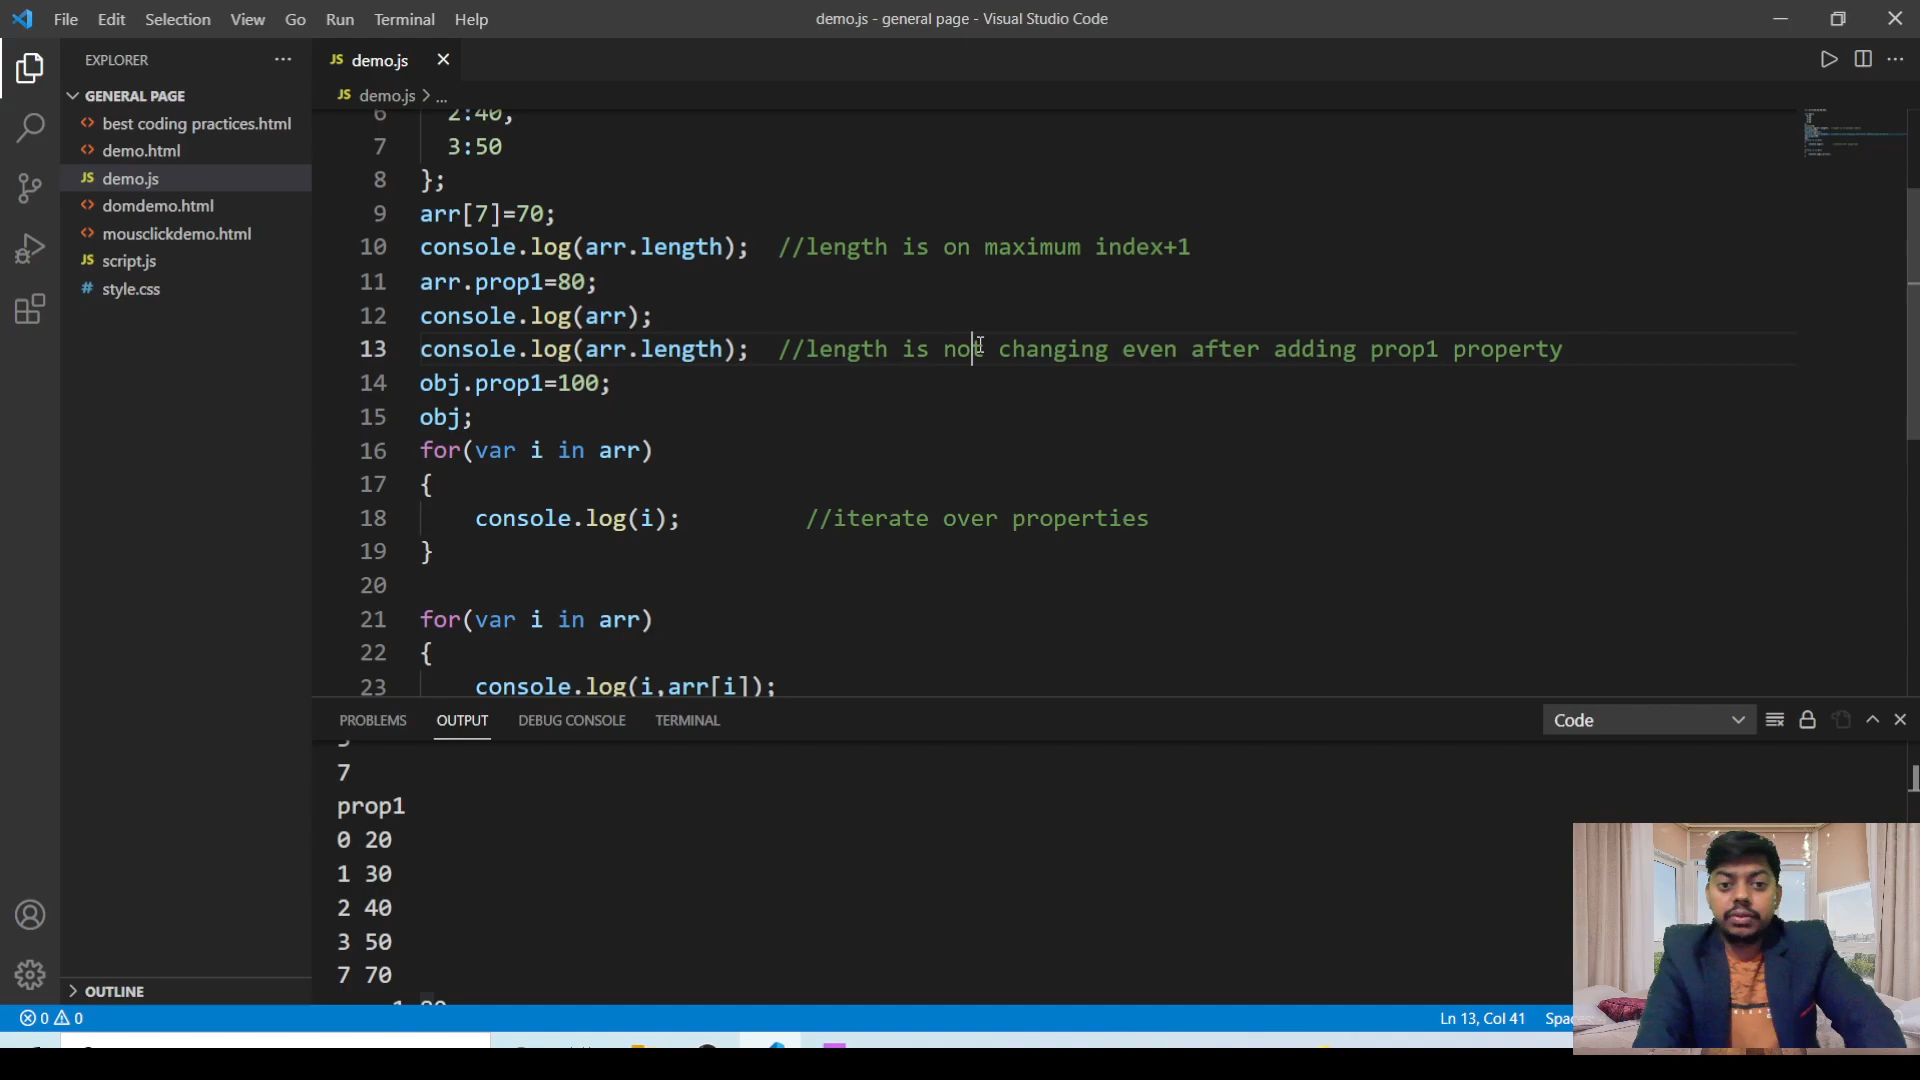 File Edit Selection View Go Run Terminal Help
demo.js - general page - Visual Studio Code
EXPLORER
GENERAL PAGE
best coding practices.html
demo.html
JS demo.js
domdemo.html
mousclickdemo.html
JS script.js
# style.css
OUTLINE
JS demo.js
JS demo.js > ...
6 2:40,
7 3:50
8 };
9 arr[7]=70;
10 console.log(arr.length); //length is on maximum index+1
11 arr.prop1=80;
12 console.log(arr);
13 console.log(arr.length); //length is not changing even after adding prop1 property
14 obj.prop1=100;
15 obj;
16 for(var i in arr)
17 {
18 console.log(i); //iterate over properties
19 }
20
21 for(var i in arr)
22 {
23 console.log(i,arr[i]);
PROBLEMS OUTPUT DEBUG CONSOLE TERMINAL
Code
7
prop1
0 20
1 30
2 40
3 50
7 70
0 0
Ln 13, Col 41